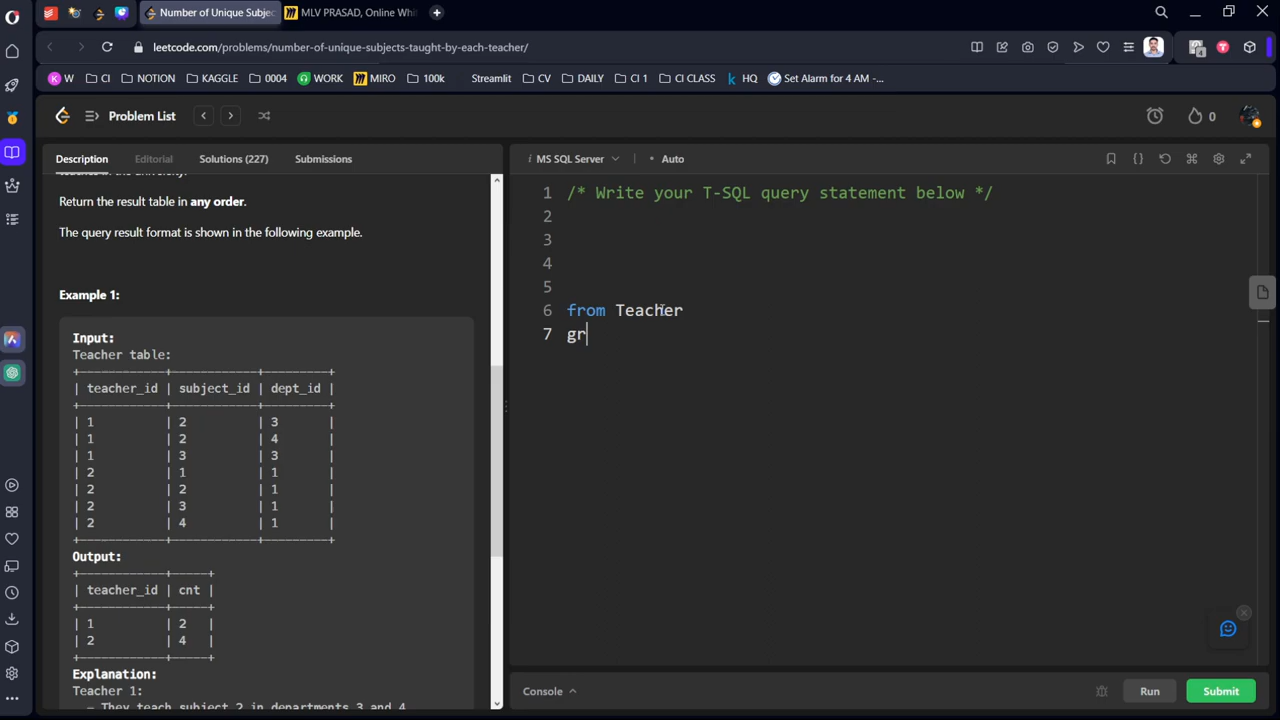 Number of Unique Subjec
MLV PRASAD, Online Whit
leetcode.com/problems/number-of-unique-subjects-taught-by-each-teacher/
4
K W
CI
NOTION
KAGGLE
0004
WORK
MIRO
100k
Streamlit
CV
DAILY
CI 1
CI CLASS
k HQ
Set Alarm for 4 AM -...
Problem List
0
Description
Editorial
Solutions (227)
Submissions
MS SQL Server
Auto
Return the result table in any order.
The query result format is shown in the following example.
Example 1:
Input:
Teacher table:
+------------+------------+---------+
| teacher_id | subject_id | dept_id |
+------------+------------+---------+
| 1 | 2 | 3 |
| 1 | 2 | 4 |
| 1 | 3 | 3 |
| 2 | 1 | 1 |
| 2 | 2 | 1 |
| 2 | 3 | 1 |
| 2 | 4 | 1 |
+------------+------------+---------+
Output:
+------------+-----+
| teacher_id | cnt |
+------------+-----+
| 1 | 2 |
| 2 | 4 |
+------------+-----+
Explanation:
Teacher 1:
- They teach subject 2 in departments 3 and 4.
1 /* Write your T-SQL query statement below */
2
3
4
5
6 from Teacher
7 gr
Console
Run
Submit